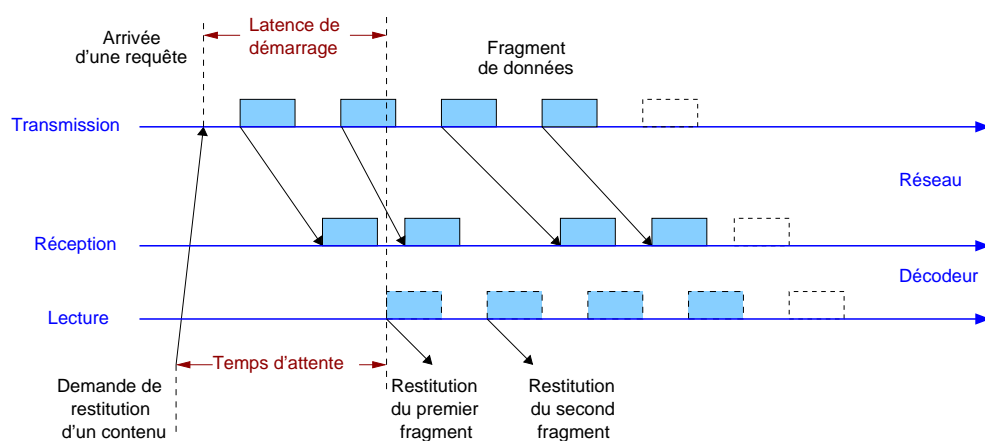 Arrivée
d'une requête
Latence de
démarrage
Fragment
de données
Transmission
Réseau
Réception
Décodeur
Lecture
Temps d'attente
Demande de
restitution
d'un contenu
Restitution
du premier
fragment
Restitution
du second
fragment